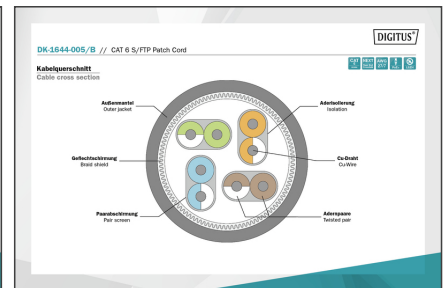 DIGITUS®
DK-1644-005/B // CAT 6 S/FTP Patch Cord
Kabelquerschnitt
Cable cross section
Außenmantel
Outer jacket
Aderisolierung
Isolation
Geflechtschirmung
Braid shield
Cu-Draht
Cu-Wire
Paarabschirmung
Pair screen
Adernpaare
Twisted pair